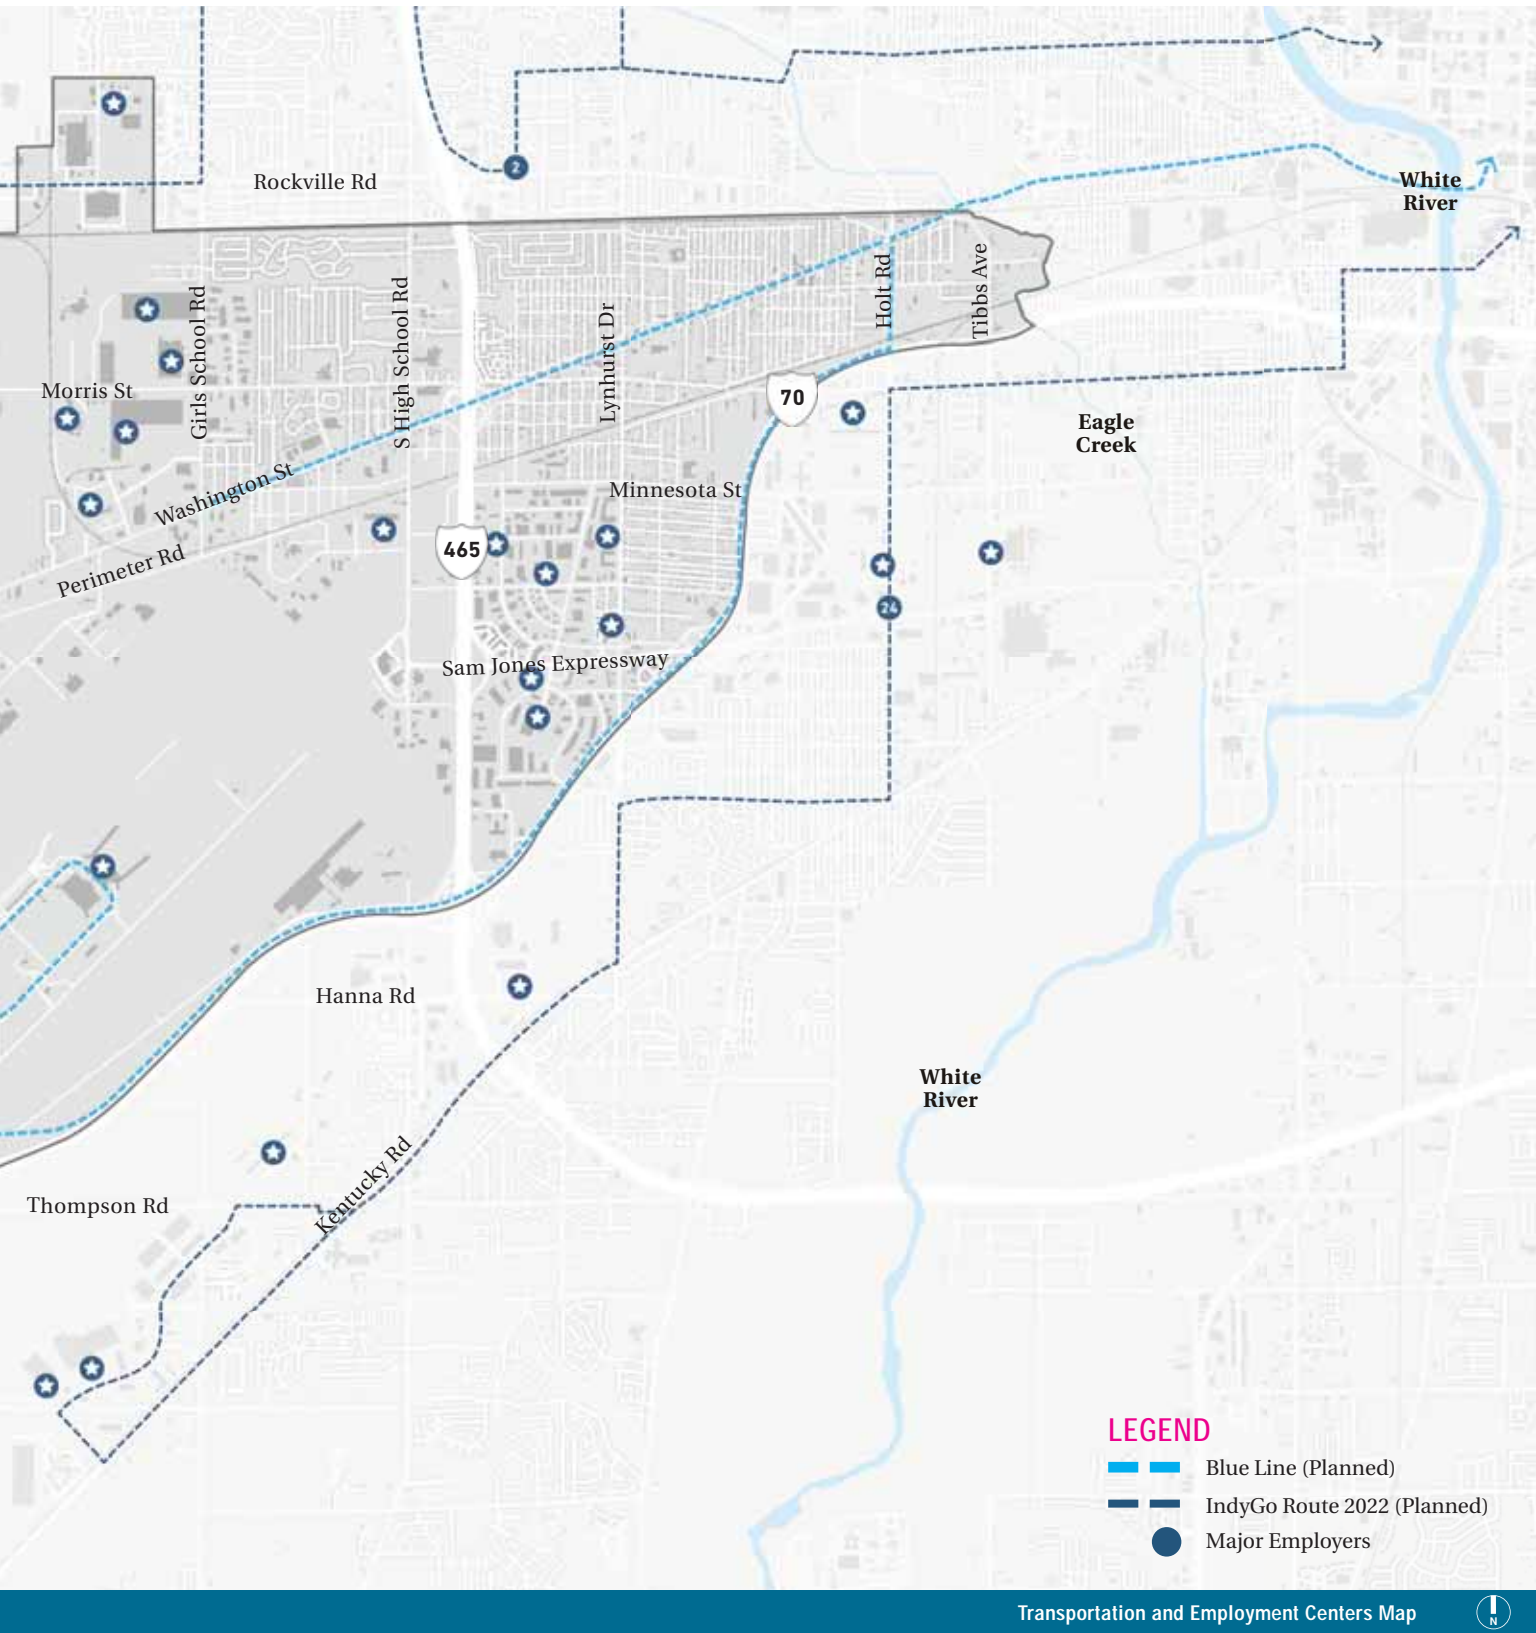 2
Rockville Rd
White
River
Girls School Rd
S High School Rd
Lynhurst Dr
Holt Rd
Tibbs Ave
Morris St
70
Eagle
Creek
Washington St
Minnesota St
Perimeter Rd
465
24
Sam Jones Expressway
Hanna Rd
White
River
Kentucky Rd
Thompson Rd
LEGEND
Blue Line (Planned)
IndyGo Route 2022 (Planned)
Major Employers
Transportation and Employment Centers Map
N